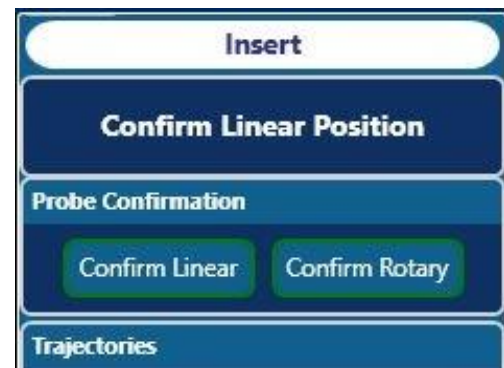 Insert
Confirm Linear Position
Probe Confirmation
Confirm Linear Confirm Rotary
Trajectories